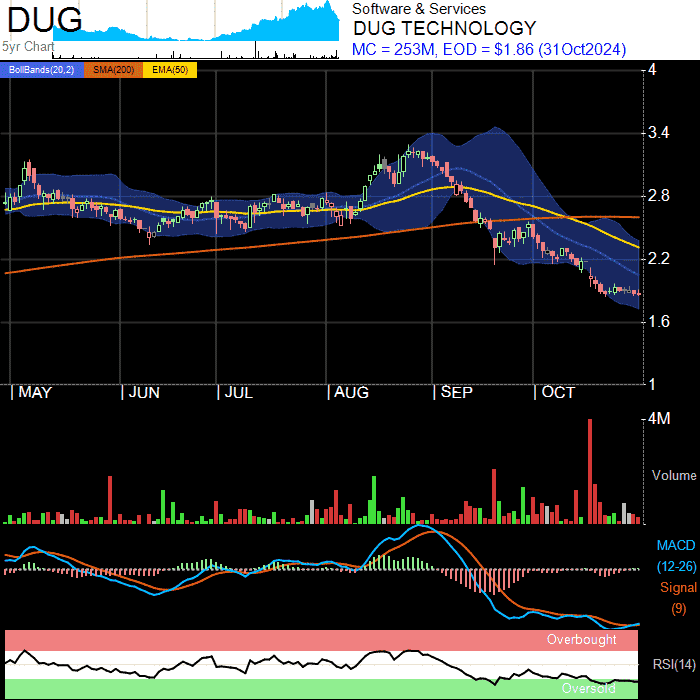 DUG
5yr Chart
Software & Services
DUG TECHNOLOGY
MC = 253M, EOD = $1.86 (31Oct2024)
BollBands(20,2) SMA(200) EMA(50)
4
3.4
2.8
2.2
1.6
1
MAY JUN JUL AUG SEP OCT
4M
Volume
MACD
(12-26)
Signal
(9)
Overbought
RSI(14)
Oversold